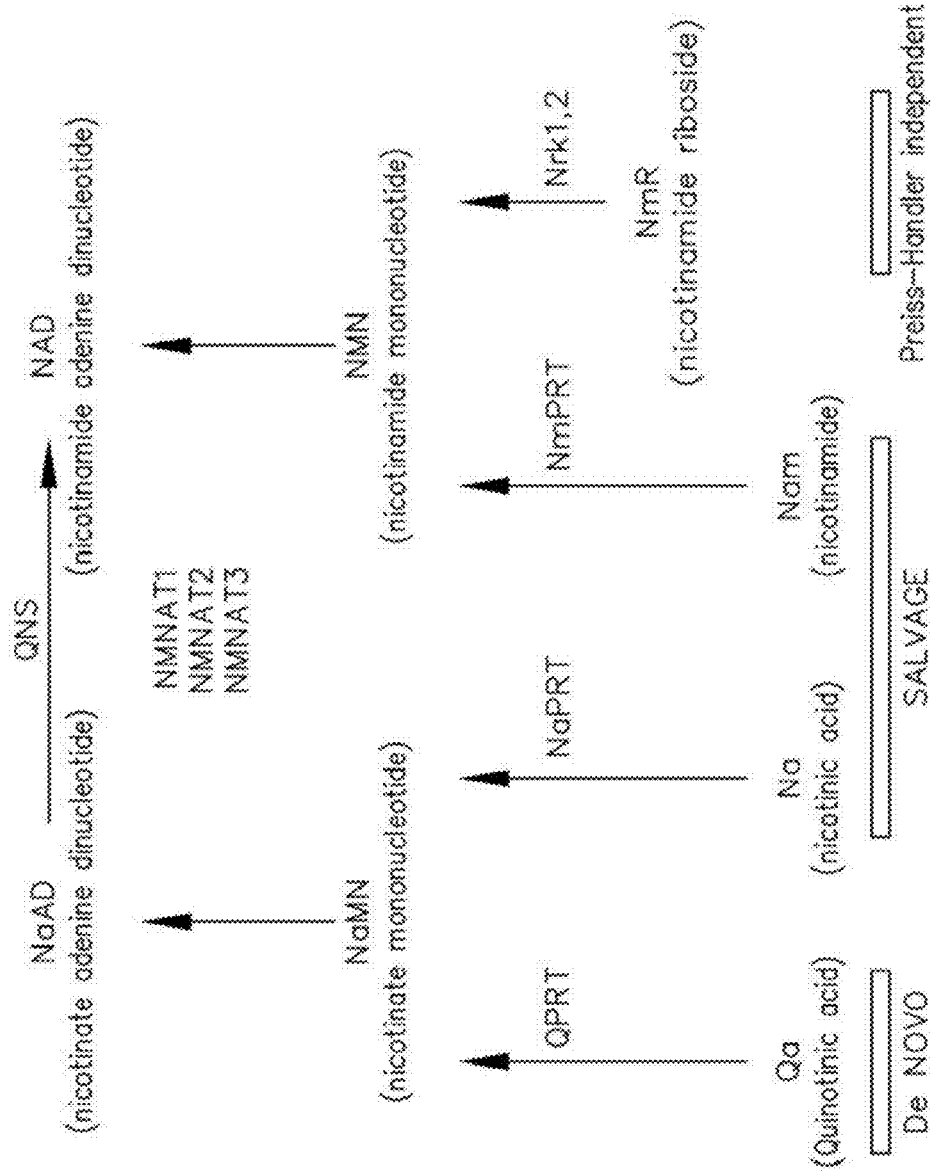 QNS
NaAD
(nicotinate adenine dinucleotide)
NAD
(nicotinamide adenine dinucleotide)
NMNAT1
NMNAT2
NMNAT3
NaMN
(nicotinate mononucleotide)
NMN
(nicotinamide mononucleotide)
QPRT
NaPRT
NmPRT
Nrk1,2
NmR
(nicotinamide riboside)
Qa
(Quinotinic acid)
Na
(nicotinic acid)
Nam
(nicotinamide)
De NOVO
SALVAGE
Preiss-Handler independent